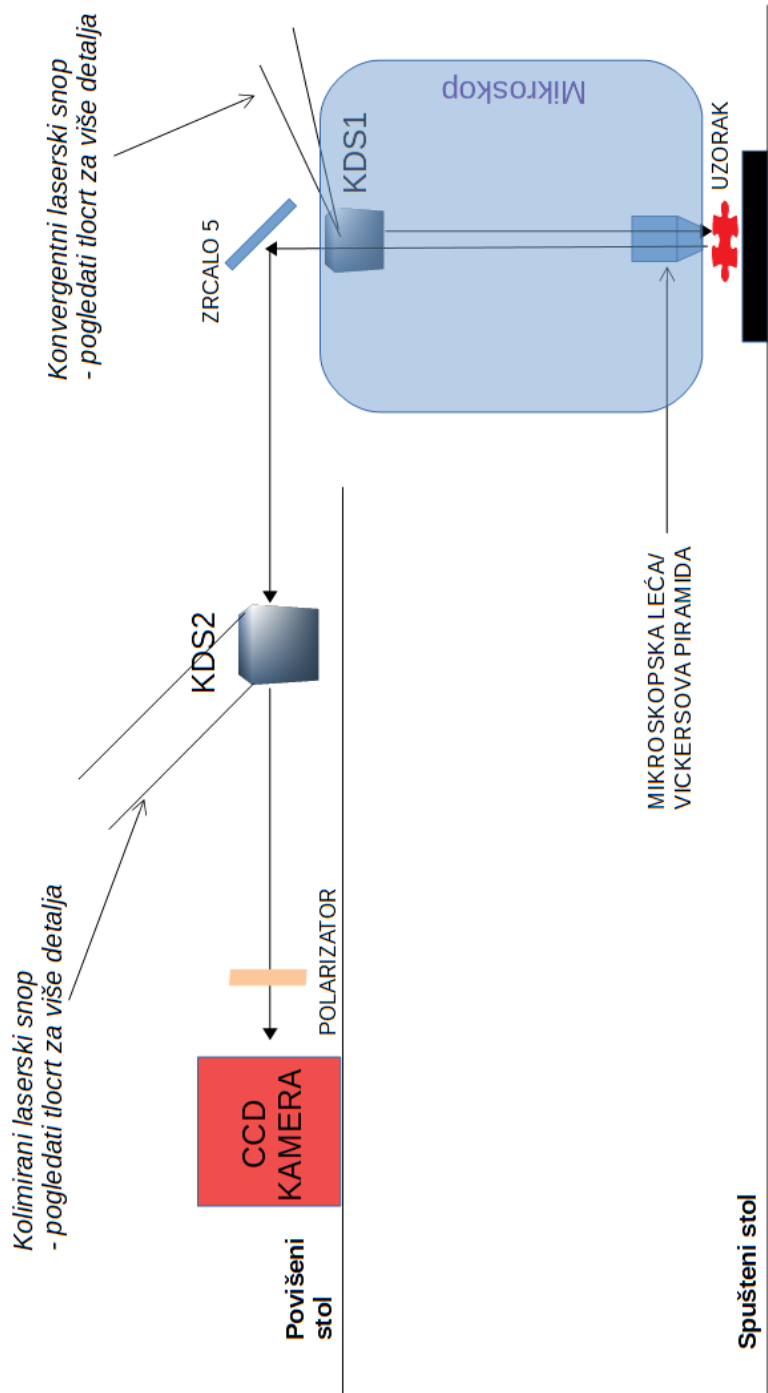 Kolimirani laserski snop
- pogledati tlocrt za više detalja
Konvergentni laserski snop
- pogledati tlocrt za više detalja
CCD
KAMERA
POLARIZATOR
KDS2
ZRCALO 5
KDS1
Mikroskop
Povišeni
stol
MIKROSKOPSKA LEĆA/
VICKERSOVA PIRAMIDA
UZORAK
Spušteni stol